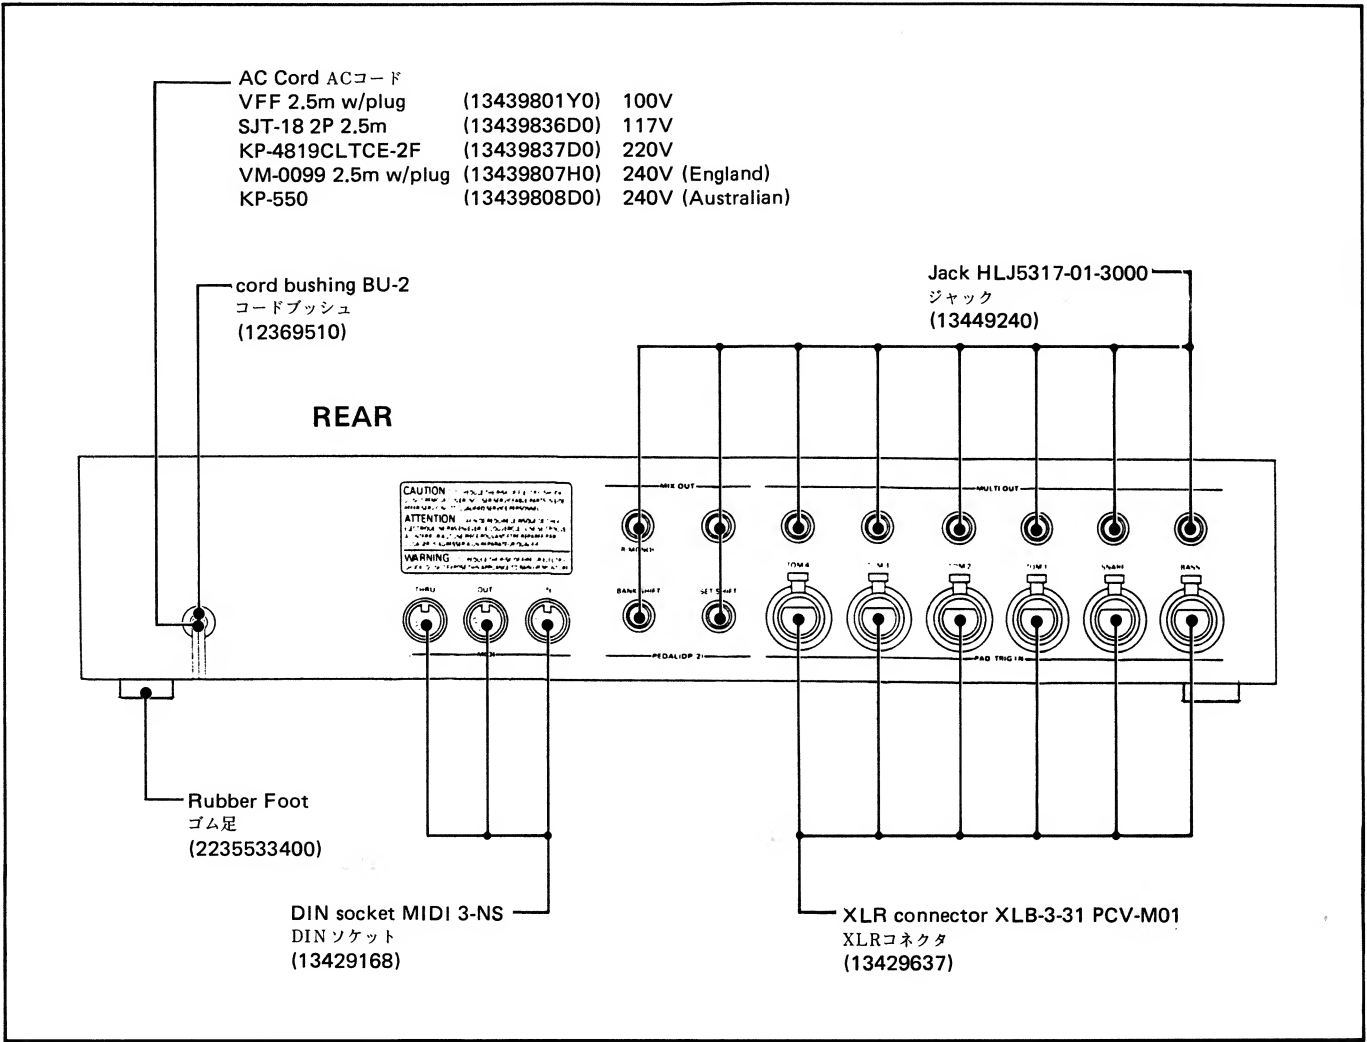 AC Cord ACコード
VFF 2.5m w/plug (13439801Y0) 100V
SJT-18 2P 2.5m (13439836D0) 117V
KP-4819CLTCE-2F (13439837D0) 220V
VM-0099 2.5m w/plug (13439807H0) 240V (England)
KP-550 (13439808D0) 240V (Australian)
cord bushing BU-2
コードブッシュ
(12369510)
Jack HLJ5317-01-3000
ジャック
(13449240)
REAR
CAUTION
ATTENTION
WARNING
MIX OUT
MULTI OUT
TOM 4
TOM 2
SNARE
BASS
THRU
OUT
BANK SHIFT
SET SHIFT
MIDI
PAD TRIG IN
Rubber Foot
ゴム足
(2235533400)
DIN socket MIDI 3-NS
DINソケット
(13429168)
XLR connector XLB-3-31 PCV-M01
XLRコネクタ
(13429637)